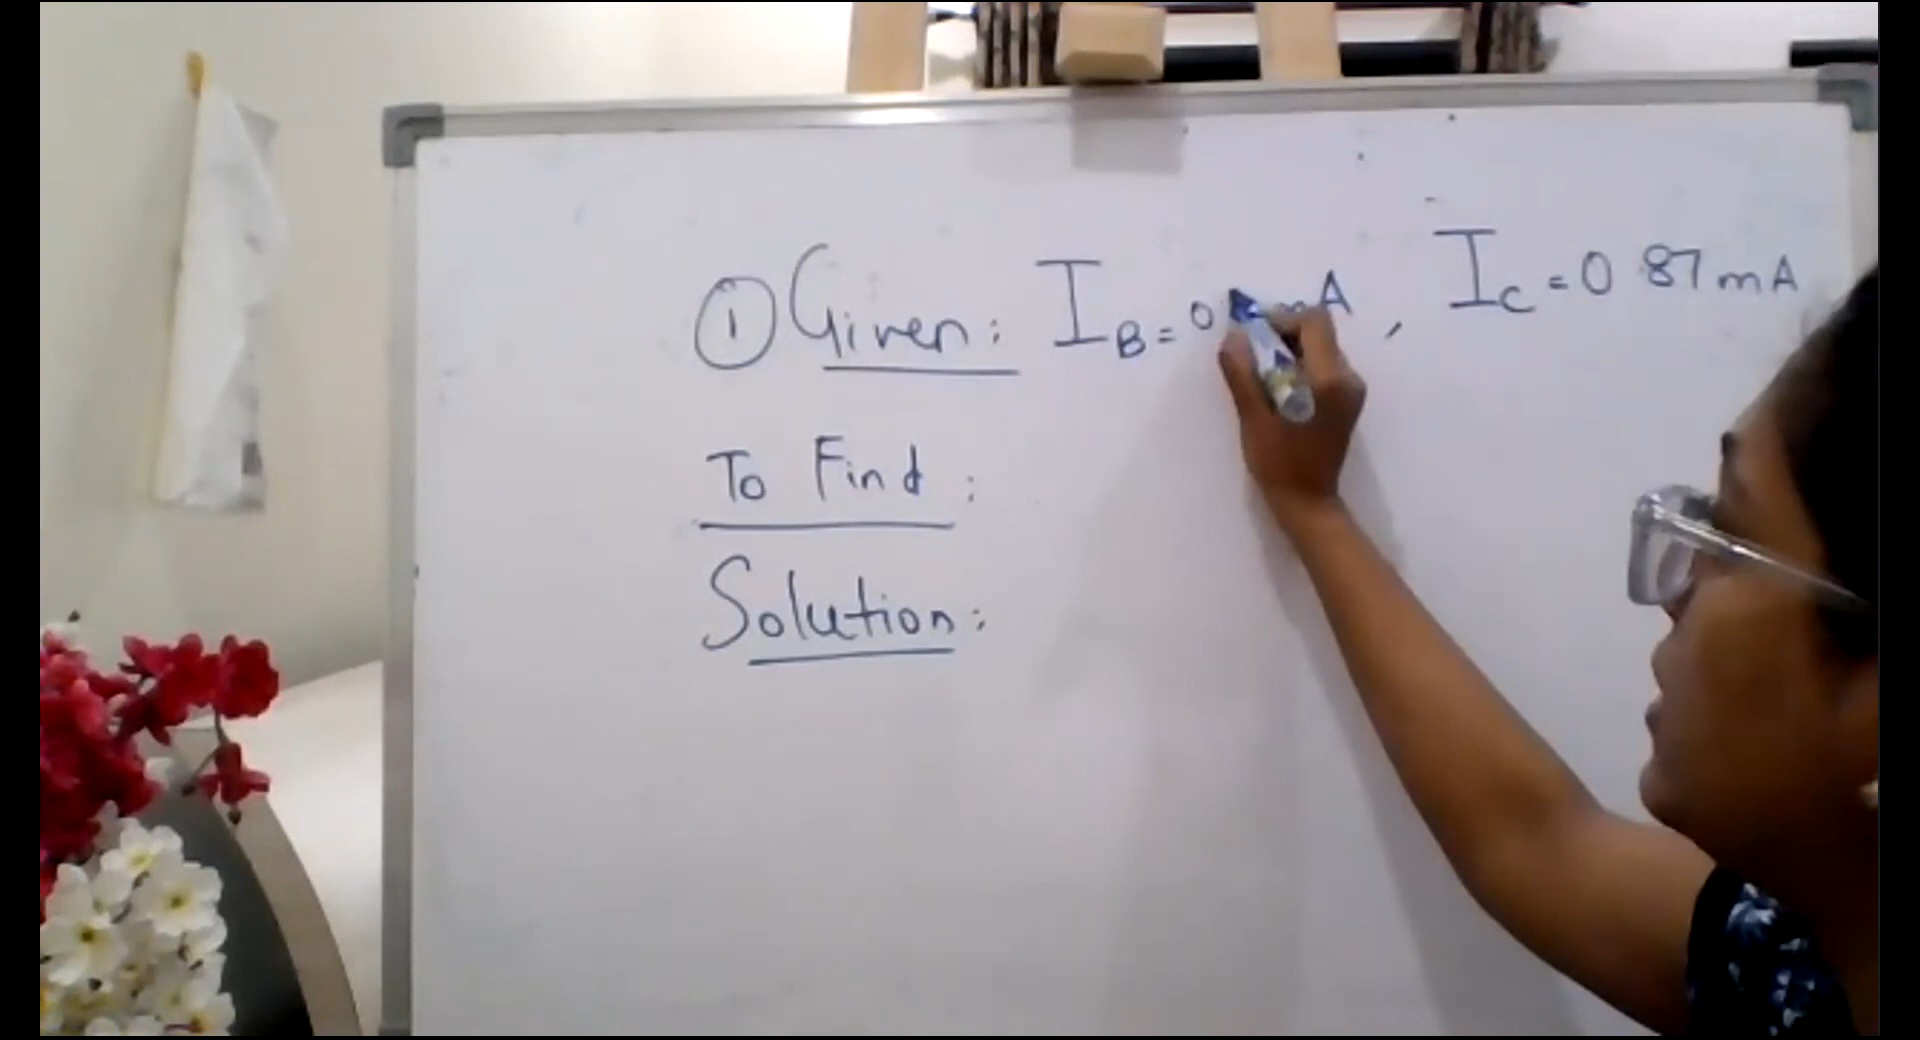 ① Given: I_B = 0 mA, I_C = 0 87 mA
To Find:
Solution: